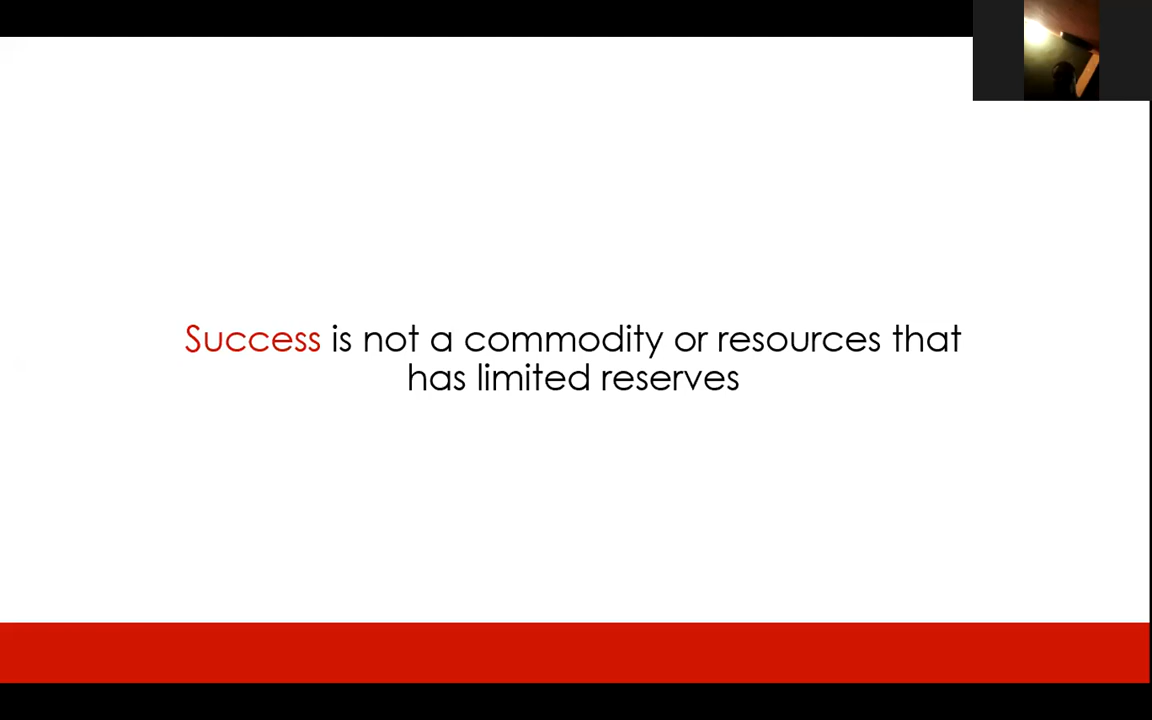 Success is not a commodity or resources that
has limited reserves